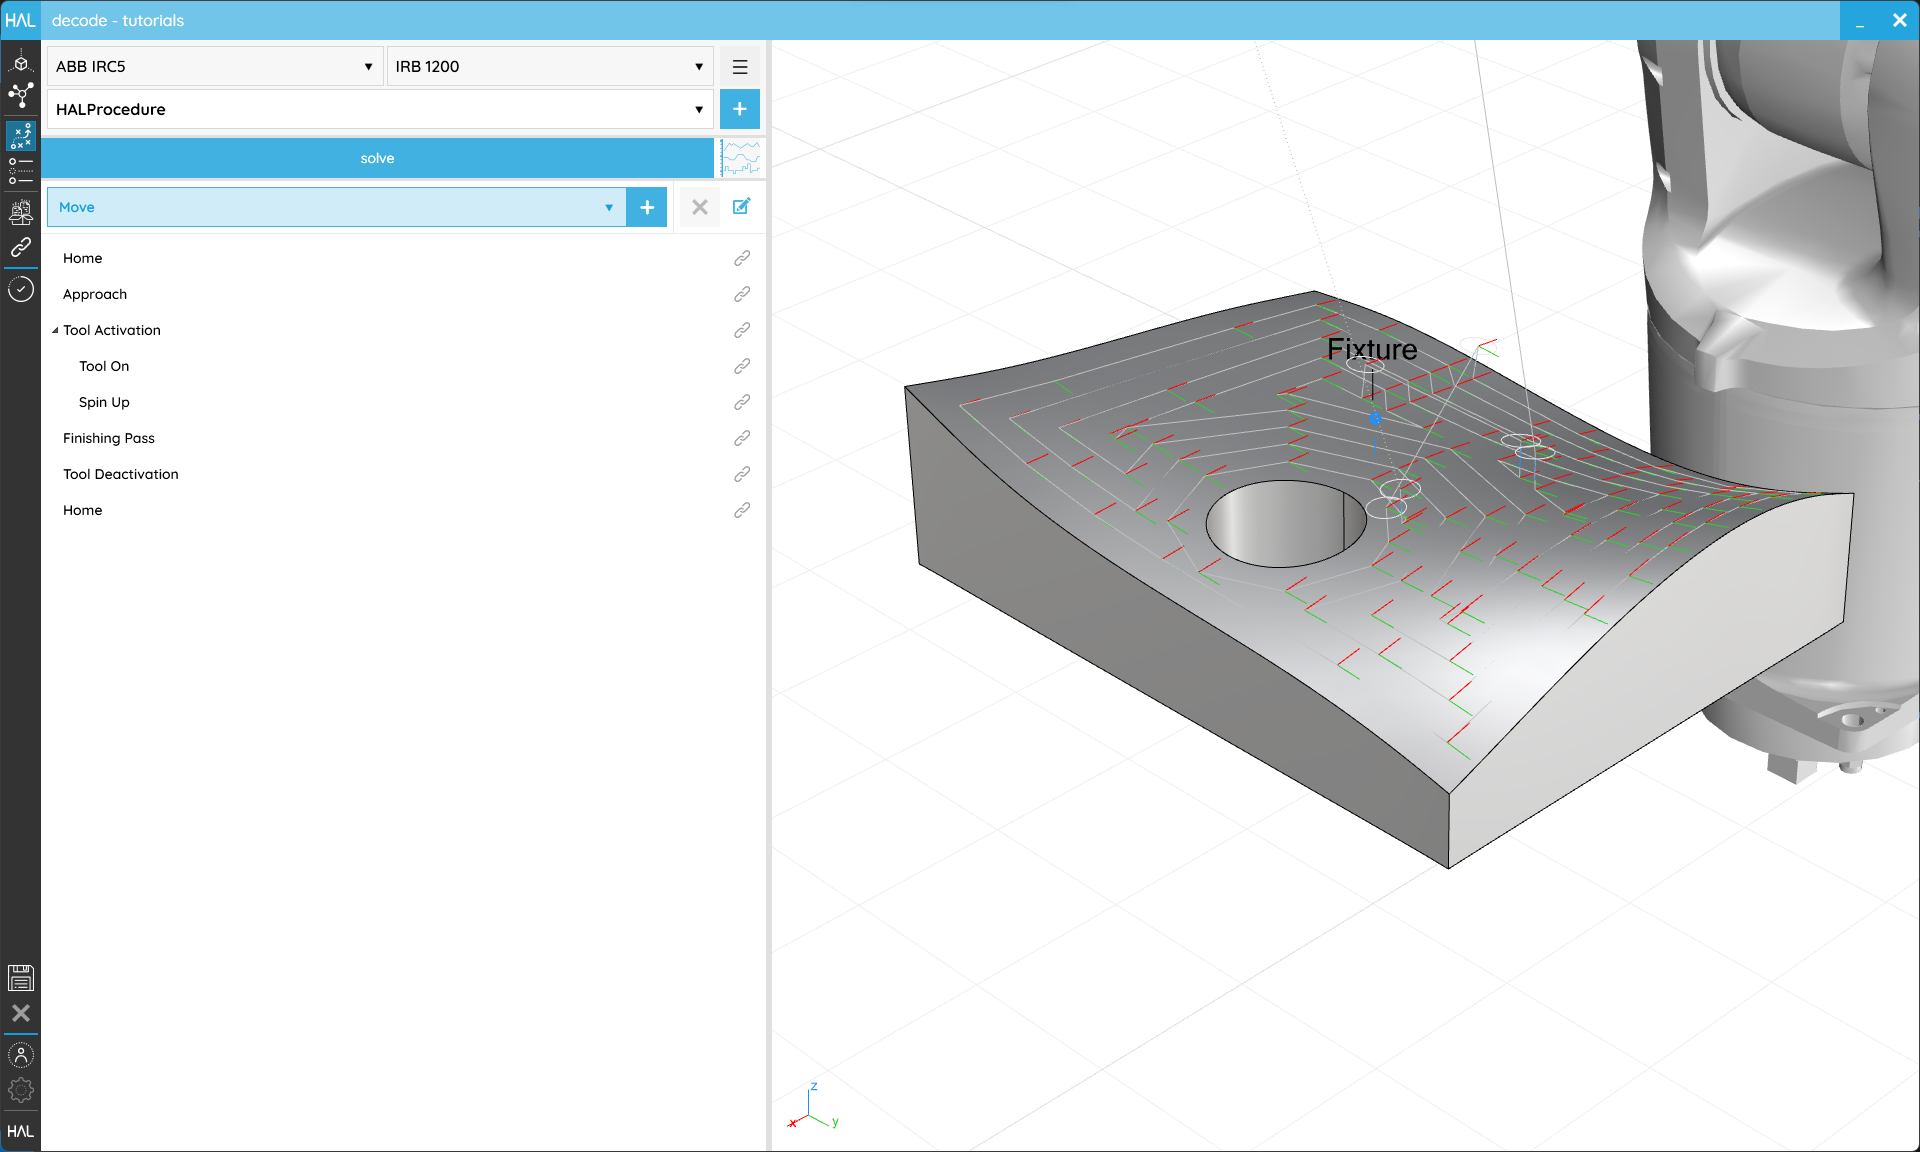 HAL decode - tutorials
ABB IRC5 IRB 1200
HALProcedure
solve
Move
Home
Approach
Tool Activation
Tool On
Spin Up
Finishing Pass
Tool Deactivation
Home
Fixture
z
x y
HAL